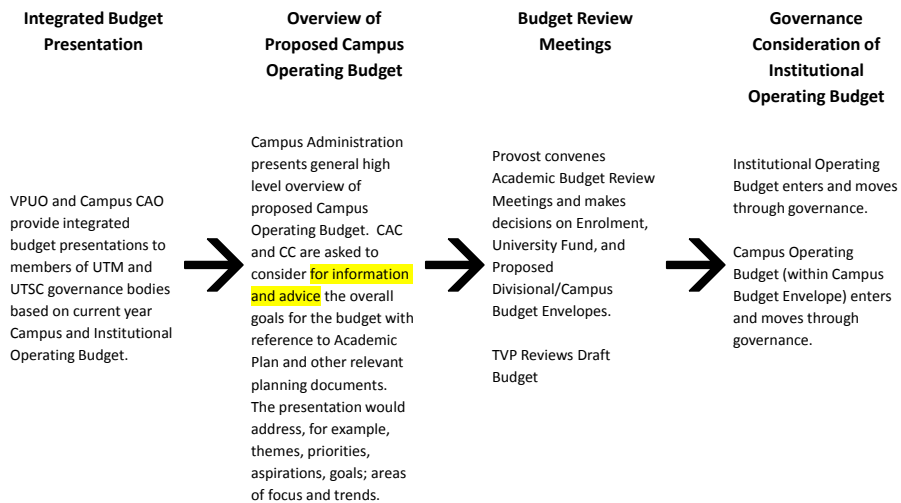 Integrated Budget
Presentation
VPUO and Campus CAO
provide integrated
budget presentations to
members of UTM and
UTSC governance bodies
based on current year
Campus and Institutional
Operating Budget.
Overview of
Proposed Campus
Operating Budget
Campus Administration
presents general high
level overview of
proposed Campus
Operating Budget.  CAC
and CC are asked to
consider for information
and advice the overall
goals for the budget with
reference to Academic
Plan and other relevant
planning documents.
The presentation would
address, for example,
themes, priorities,
aspirations, goals; areas
of focus and trends.
Budget Review
Meetings
Provost convenes
Academic Budget Review
Meetings and makes
decisions on Enrolment,
University Fund, and
Proposed
Divisional/Campus
Budget Envelopes.
TVP Reviews Draft
Budget
Governance
Consideration of
Institutional
Operating Budget
Institutional Operating
Budget enters and moves
through governance.
Campus Operating
Budget (within Campus
Budget Envelope) enters
and moves through
governance.